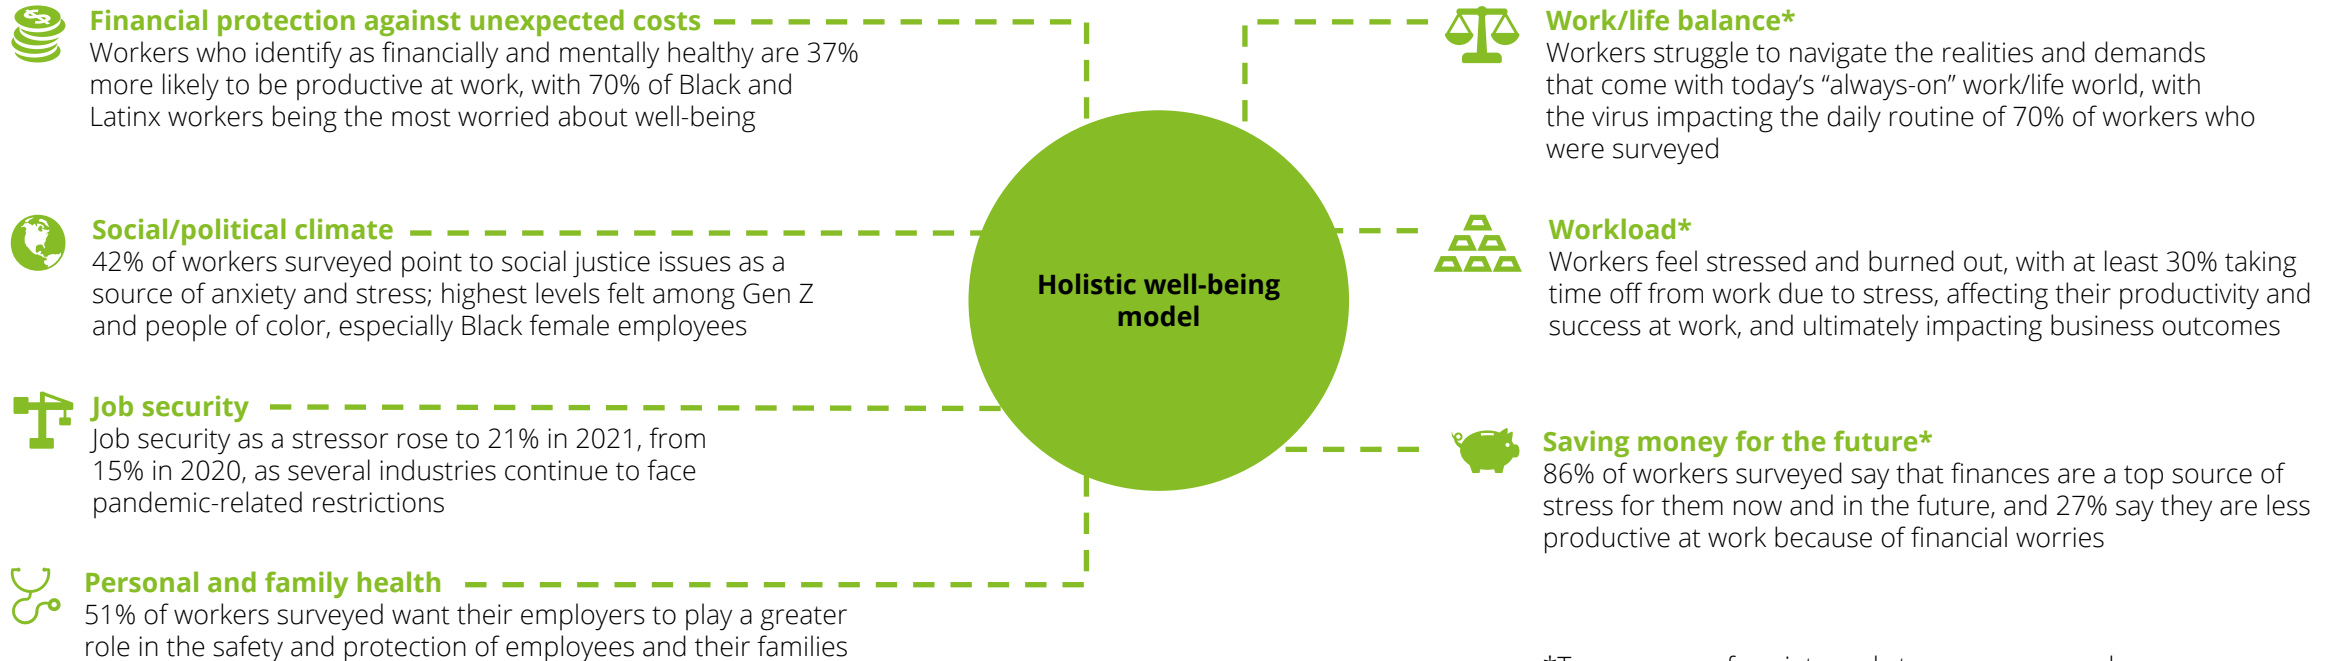 Financial protection against unexpected costs
Workers who identify as financially and mentally healthy are 37%
more likely to be productive at work, with 70% of Black and
Latinx workers being the most worried about well-being
Social/political climate
42% of workers surveyed point to social justice issues as a
source of anxiety and stress; highest levels felt among Gen Z
and people of color, especially Black female employees
Job security
Job security as a stressor rose to 21% in 2021, from
15% in 2020, as several industries continue to face
pandemic-related restrictions
Personal and family health
51% of workers surveyed want their employers to play a greater
role in the safety and protection of employees and their families
Holistic well-being
model
Work/life balance*
Workers struggle to navigate the realities and demands
that come with today’s “always-on” work/life world, with
the virus impacting the daily routine of 70% of workers who
were surveyed
Workload*
Workers feel stressed and burned out, with at least 30% taking
time off from work due to stress, affecting their productivity and
success at work, and ultimately impacting business outcomes
Saving money for the future*
86% of workers surveyed say that finances are a top source of
stress for them now and in the future, and 27% say they are less
productive at work because of financial worries